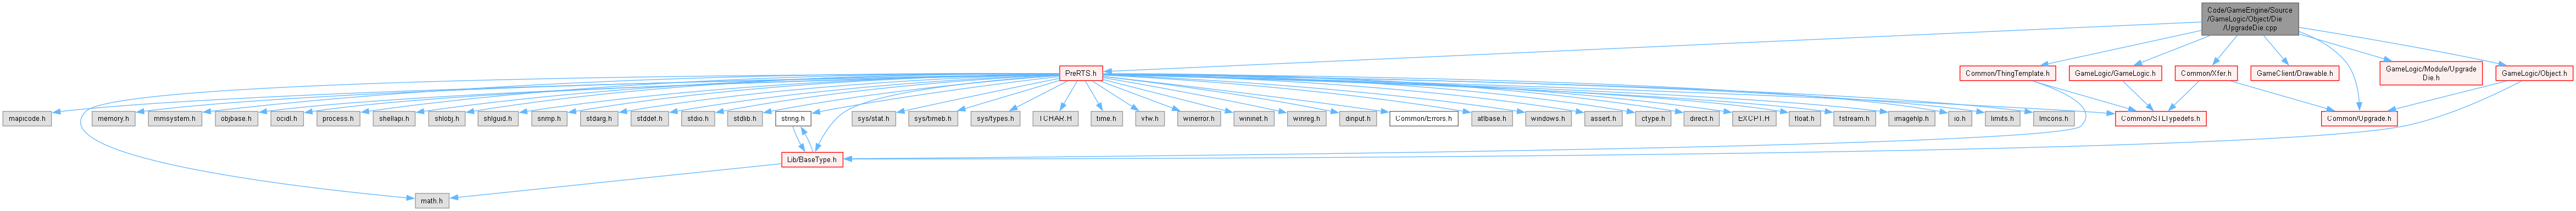 Code/GameEngine/Source
/GameLogic/Object/Die
/UpgradeDie.cpp
PreRTS.h
Common/ThingTemplate.h
GameLogic/GameLogic.h
Common/Xfer.h
GameClient/Drawable.h
GameLogic/Module/Upgrade
Die.h
GameLogic/Object.h
mapicode.h
memory.h
mmsystem.h
objbase.h
ocidl.h
process.h
shellapi.h
shlobj.h
shlguid.h
snmp.h
stdarg.h
stddef.h
stdio.h
stdlib.h
string.h
sys/stat.h
sys/timeb.h
sys/types.h
TCHAR.H
time.h
vfw.h
winerror.h
wininet.h
winreg.h
dinput.h
Common/Errors.h
atlbase.h
windows.h
assert.h
ctype.h
direct.h
EXCPT.H
float.h
fstream.h
imagehlp.h
io.h
limits.h
lmcons.h
Common/STLTypedefs.h
Common/Upgrade.h
Lib/BaseType.h
math.h